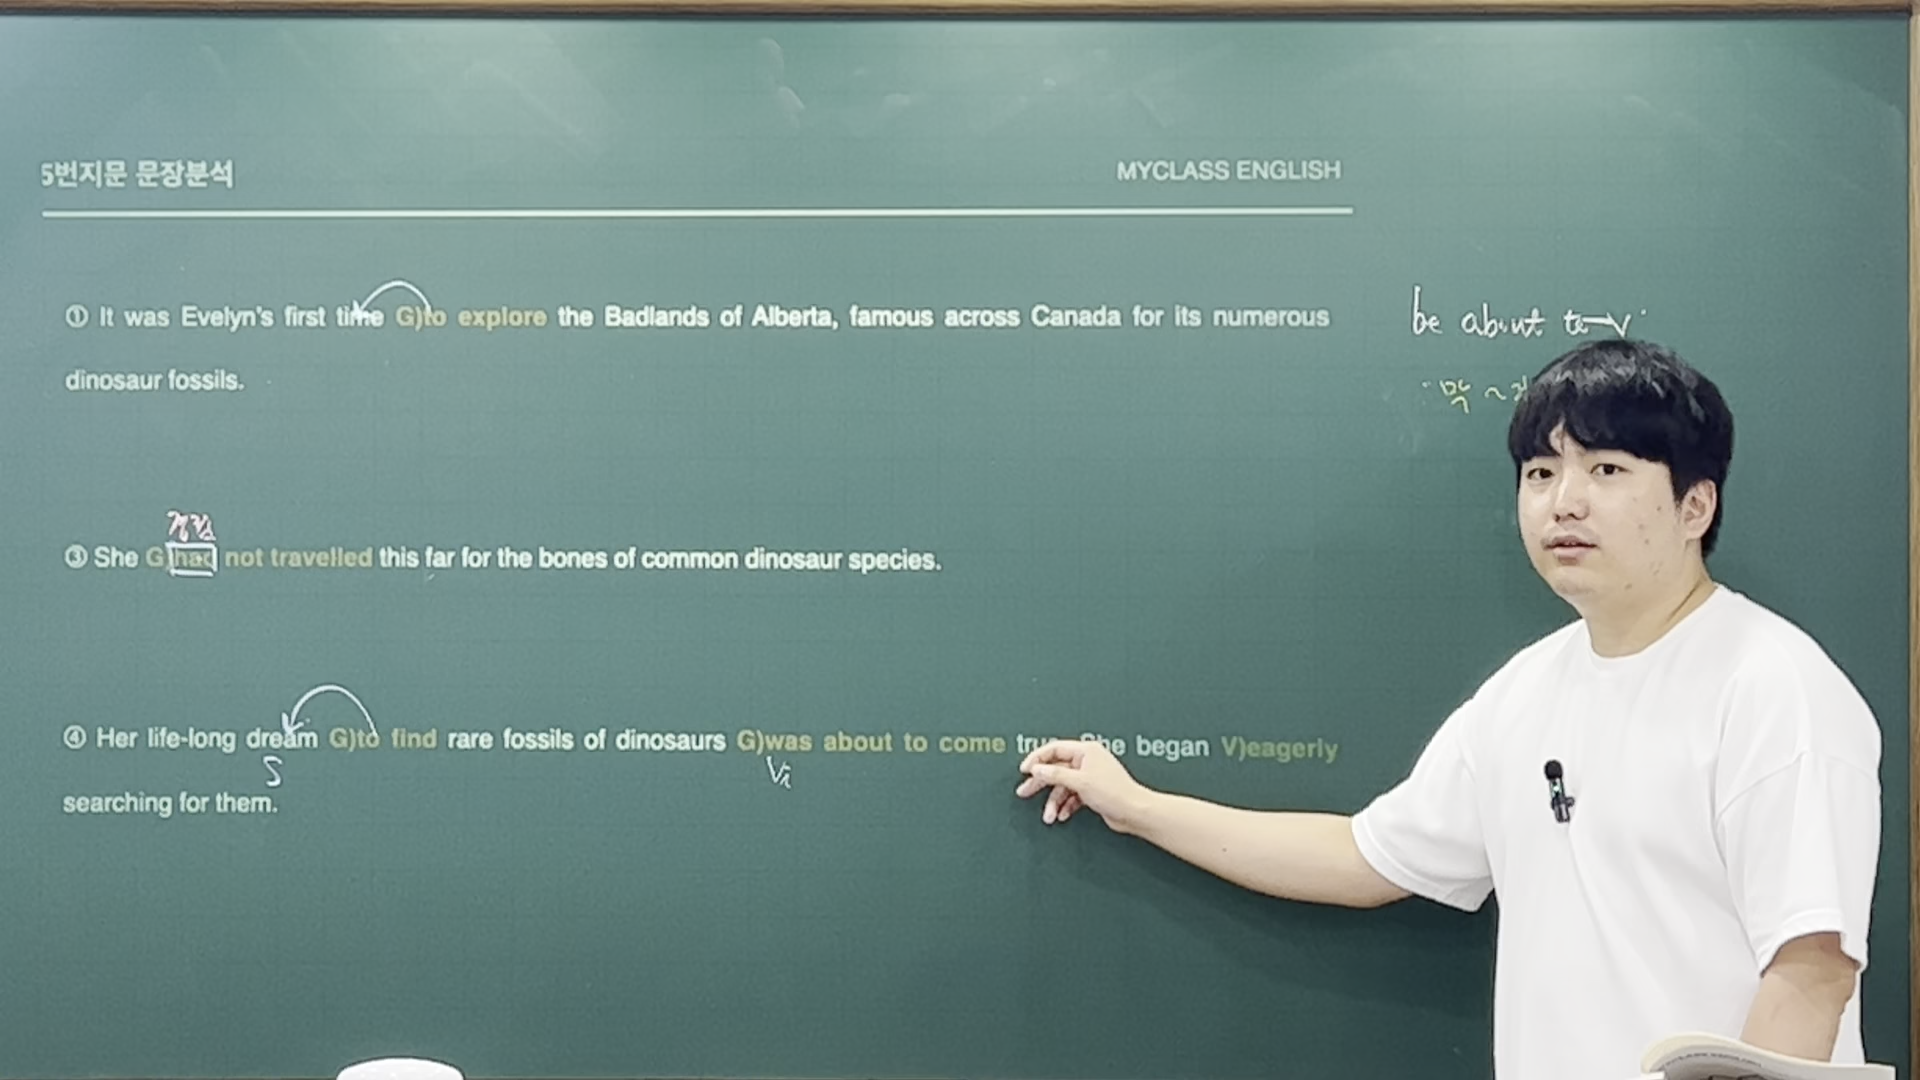 5번지문 문장분석
MYCLASS ENGLISH
① It was Evelyn's first time G)to explore the Badlands of Alberta, famous across Canada for its numerous
dinosaur fossils.
be about to-v
막 ~
경험
③ She G)had not travelled this far for the bones of common dinosaur species.
④ Her life-long dream G)to find rare fossils of dinosaurs G)was about to come true. She began V)eagerly
S
searching for them.